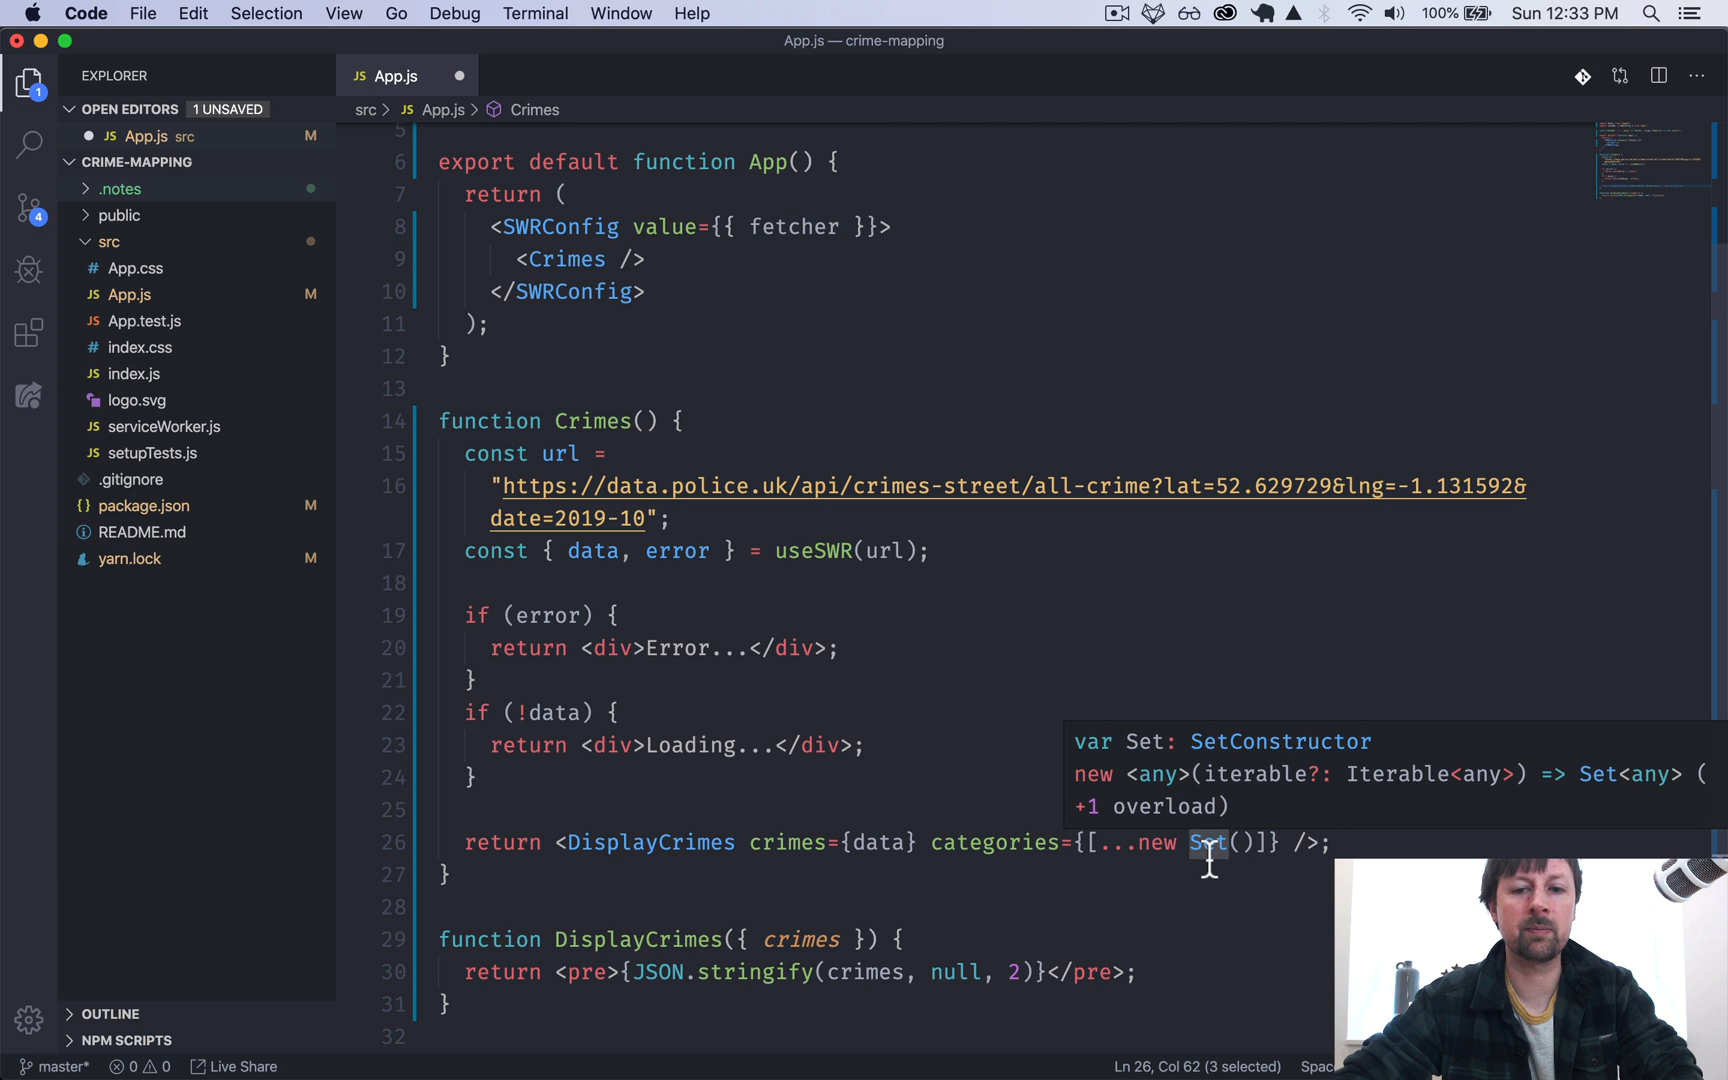 Code File Edit Selection View Go Debug Terminal Window Help 100% Sun 12:33 PM
App.js — crime-mapping
EXPLORER
JS App.js
OPEN EDITORS 1 UNSAVED
src > JS App.js > Crimes
JS App.js src M
CRIME-MAPPING
.notes
public
src
# App.css
JS App.js M
JS App.test.js
# index.css
JS index.js
logo.svg
JS serviceWorker.js
JS setupTests.js
.gitignore
{} package.json M
README.md
yarn.lock M
OUTLINE
NPM SCRIPTS
1
4
5
6 export default function App() {
7 return (
8 <SWRConfig value={{ fetcher }}>
9 <Crimes />
10 </SWRConfig>
11 );
12 }
13
14 function Crimes() {
15 const url =
16 "https://data.police.uk/api/crimes-street/all-crime?lat=52.629729&lng=-1.131592&
date=2019-10";
17 const { data, error } = useSWR(url);
18
19 if (error) {
20 return <div>Error...</div>;
21 }
22 if (!data) {
23 return <div>Loading...</div>;
24 }
25
var Set: SetConstructor
new <any>(iterable?: Iterable<any>) => Set<any> (
+1 overload)
26 return <DisplayCrimes crimes={data} categories={[...new Set()]} />;
27 }
28
29 function DisplayCrimes({ crimes }) {
30 return <pre>{JSON.stringify(crimes, null, 2)}</pre>;
31 }
32
master* 0 0 Live Share Ln 26, Col 62 (3 selected)